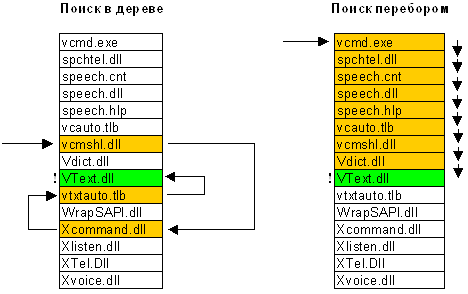 Поиск в дереве
vcmd.exe
spchtel.dll
speech.cnt
speech.dll
speech.hlp
vcauto.tlb
vcmshl.dll
Vdict.dll
! VText.dll
vtxtauto.tlb
WrapSAPI.dll
Xcommand.dll
Xlisten.dll
XTel.Dll
Xvoice.dll
Поиск перебором
vcmd.exe
spchtel.dll
speech.cnt
speech.dll
speech.hlp
vcauto.tlb
vcmshl.dll
Vdict.dll
! VText.dll
vtxtauto.tlb
WrapSAPI.dll
Xcommand.dll
Xlisten.dll
XTel.Dll
Xvoice.dll